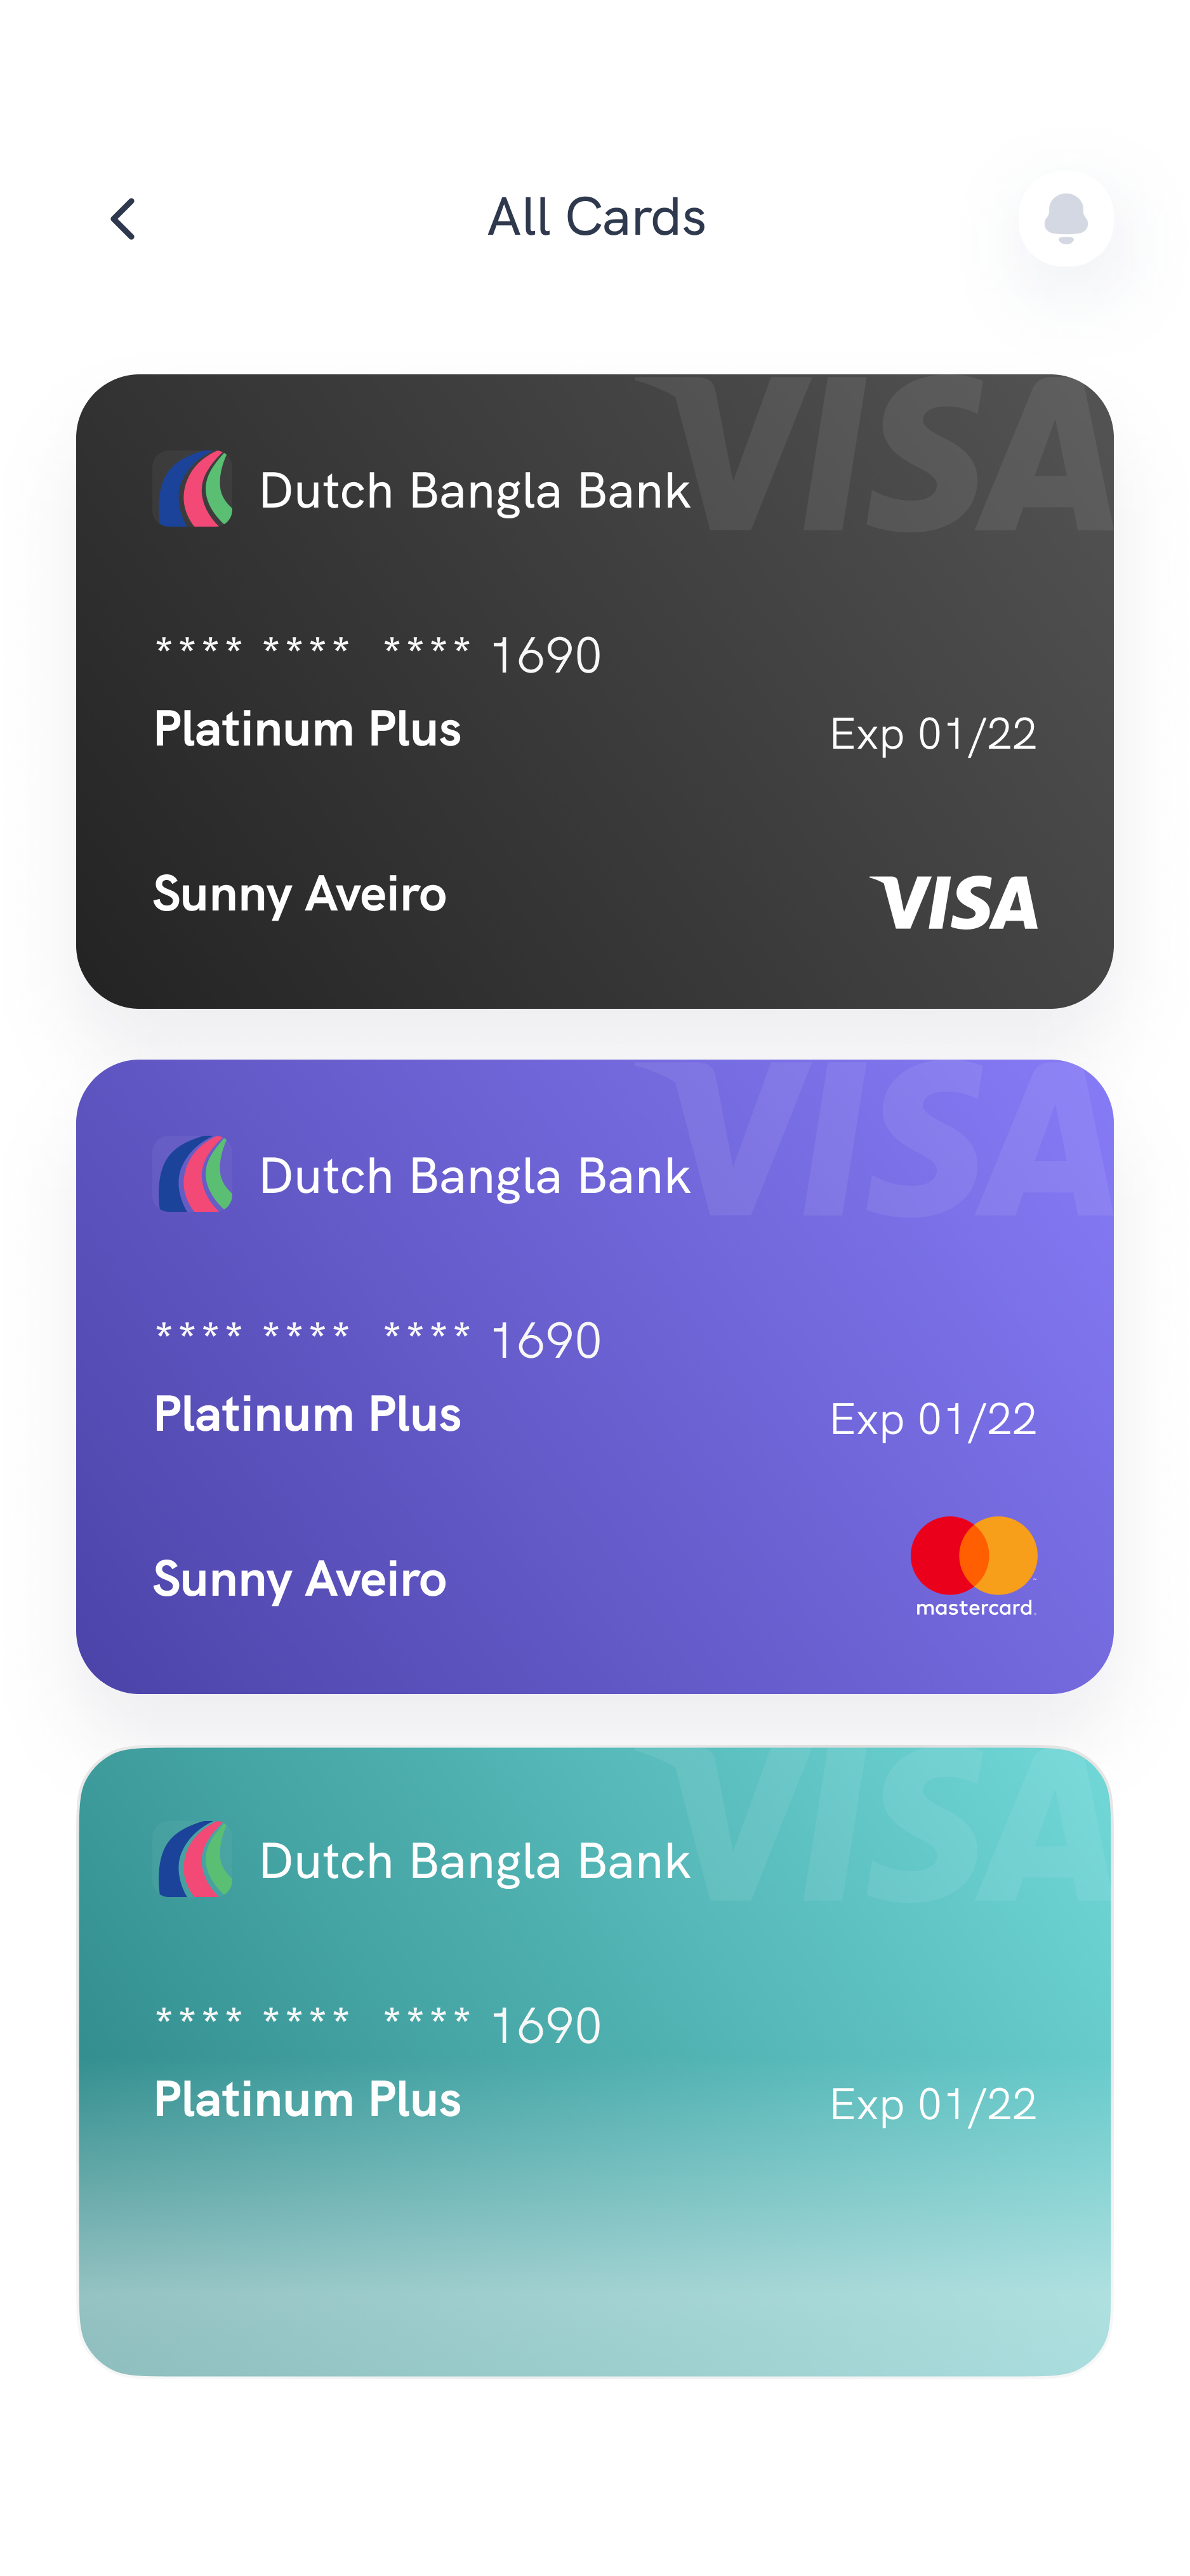 All Cards
VISA
Dutch Bangla Bank
**** **** **** 1690
Platinum Plus
Exp 01/22
Sunny Aveiro
VISA
VISA
Dutch Bangla Bank
**** **** **** 1690
Platinum Plus
Exp 01/22
Sunny Aveiro
mastercard.
VISA
Dutch Bangla Bank
**** **** **** 1690
Platinum Plus
Exp 01/22